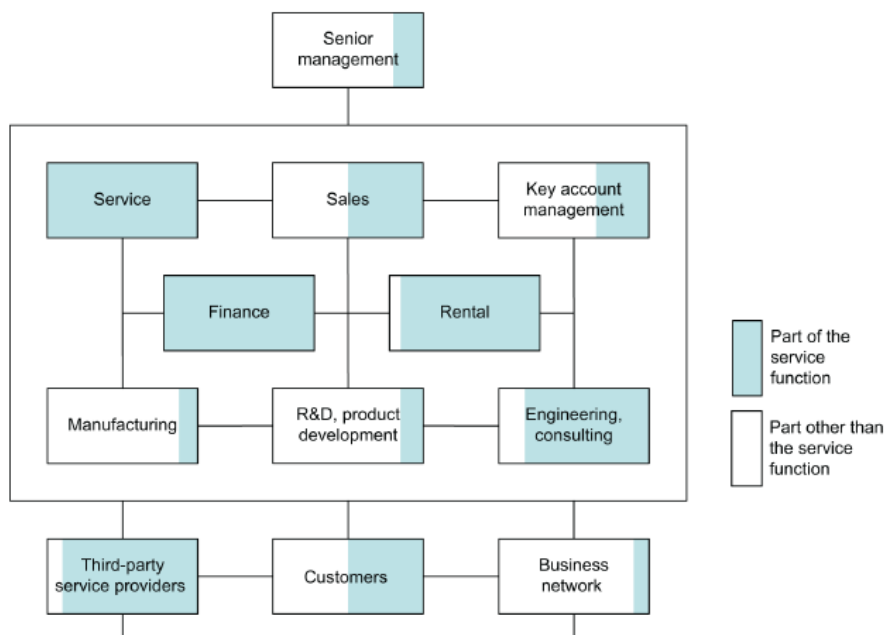 Senior
management
Service
Sales
Key account
management
Finance
Rental
Manufacturing
R&D, product
development
Engineering,
consulting
Third-party
service providers
Customers
Business
network
Part of the
service
function
Part other than
the service
function